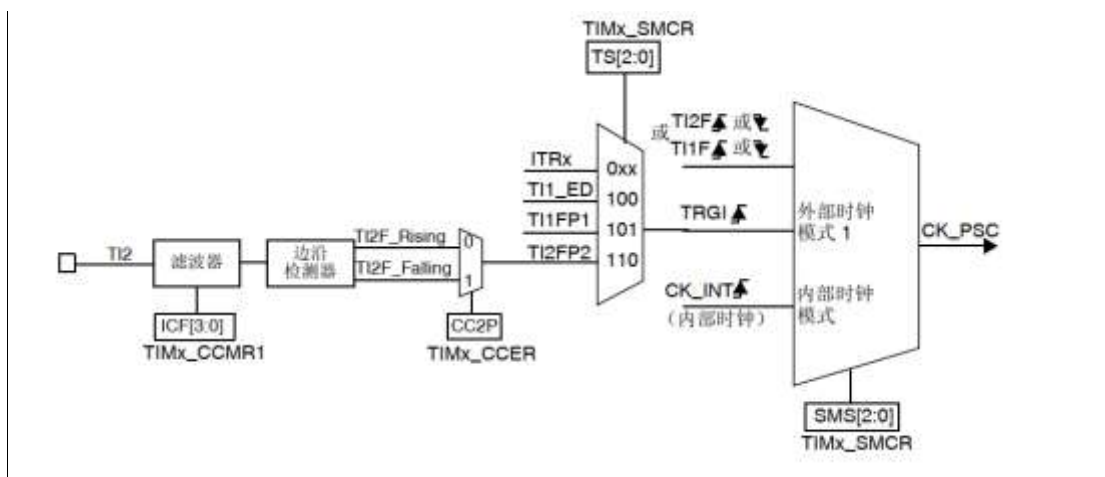 TIMx_SMCR
TS[2:0]
或 TI2F 或
TI1F 或
ITRx
0xx
TI1_ED
100
TI1FP1
101
TI2FP2
110
TRGI
外部时钟
模式 1
CK_PSC
TI2
滤波器
边沿
检测器
TI2F_Rising
0
TI2F_Falling
1
CK_INT
(内部时钟)
内部时钟
模式
ICF[3:0]
TIMx_CCMR1
CC2P
TIMx_CCER
SMS[2:0]
TIMx_SMCR